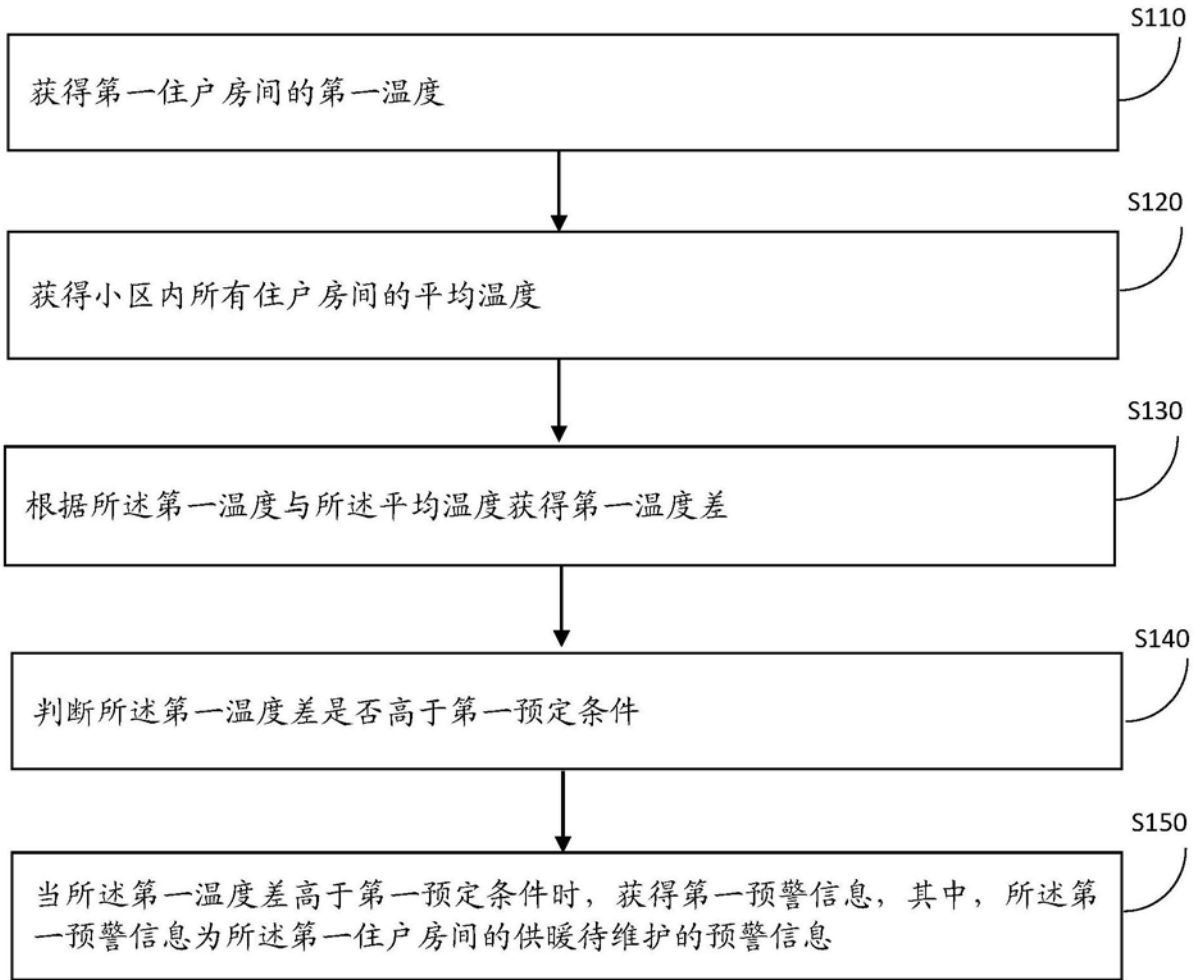 S110
获得第一住户房间的第一温度
S120
获得小区内所有住户房间的平均温度
S130
根据所述第一温度与所述平均温度获得第一温度差
S140
判断所述第一温度差是否高于第一预定条件
S150
当所述第一温度差高于第一预定条件时，获得第一预警信息，其中，所述第
一预警信息为所述第一住户房间的供暖待维护的预警信息